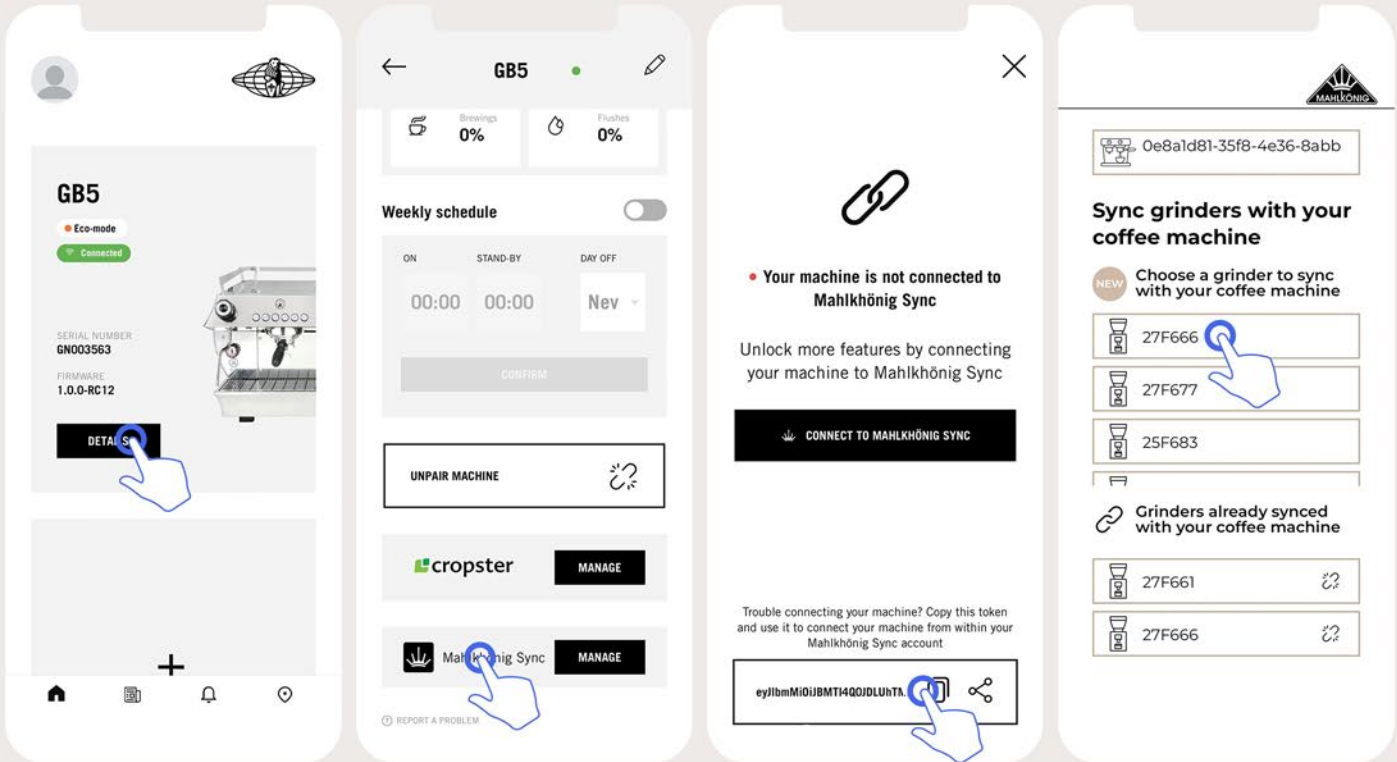 GB5
Eco-mode
Connected
SERIAL NUMBER
GN003563
FIRMWARE
1.0.0-RC12
DETAILS
GB5
Brewings
0%
Flushes
0%
Weekly schedule
ON
STAND-BY
DAY OFF
00:00
00:00
Nev
CONFIRM
UNPAIR MACHINE
cropster
MANAGE
Mahlkhönig Sync
MANAGE
REPORT A PROBLEM
Your machine is not connected to
Mahlkhönig Sync
Unlock more features by connecting
your machine to Mahlkhönig Sync
CONNECT TO MAHLKHÖNIG SYNC
Trouble connecting your machine? Copy this token
and use it to connect your machine from within your
Mahlkhönig Sync account
MAHLKÖNIG
0e8a1d81-35f8-4e36-8abb
Sync grinders with your
coffee machine
NEW
Choose a grinder to sync
with your coffee machine
27F666
27F677
25F683
Grinders already synced
with your coffee machine
27F661
27F666